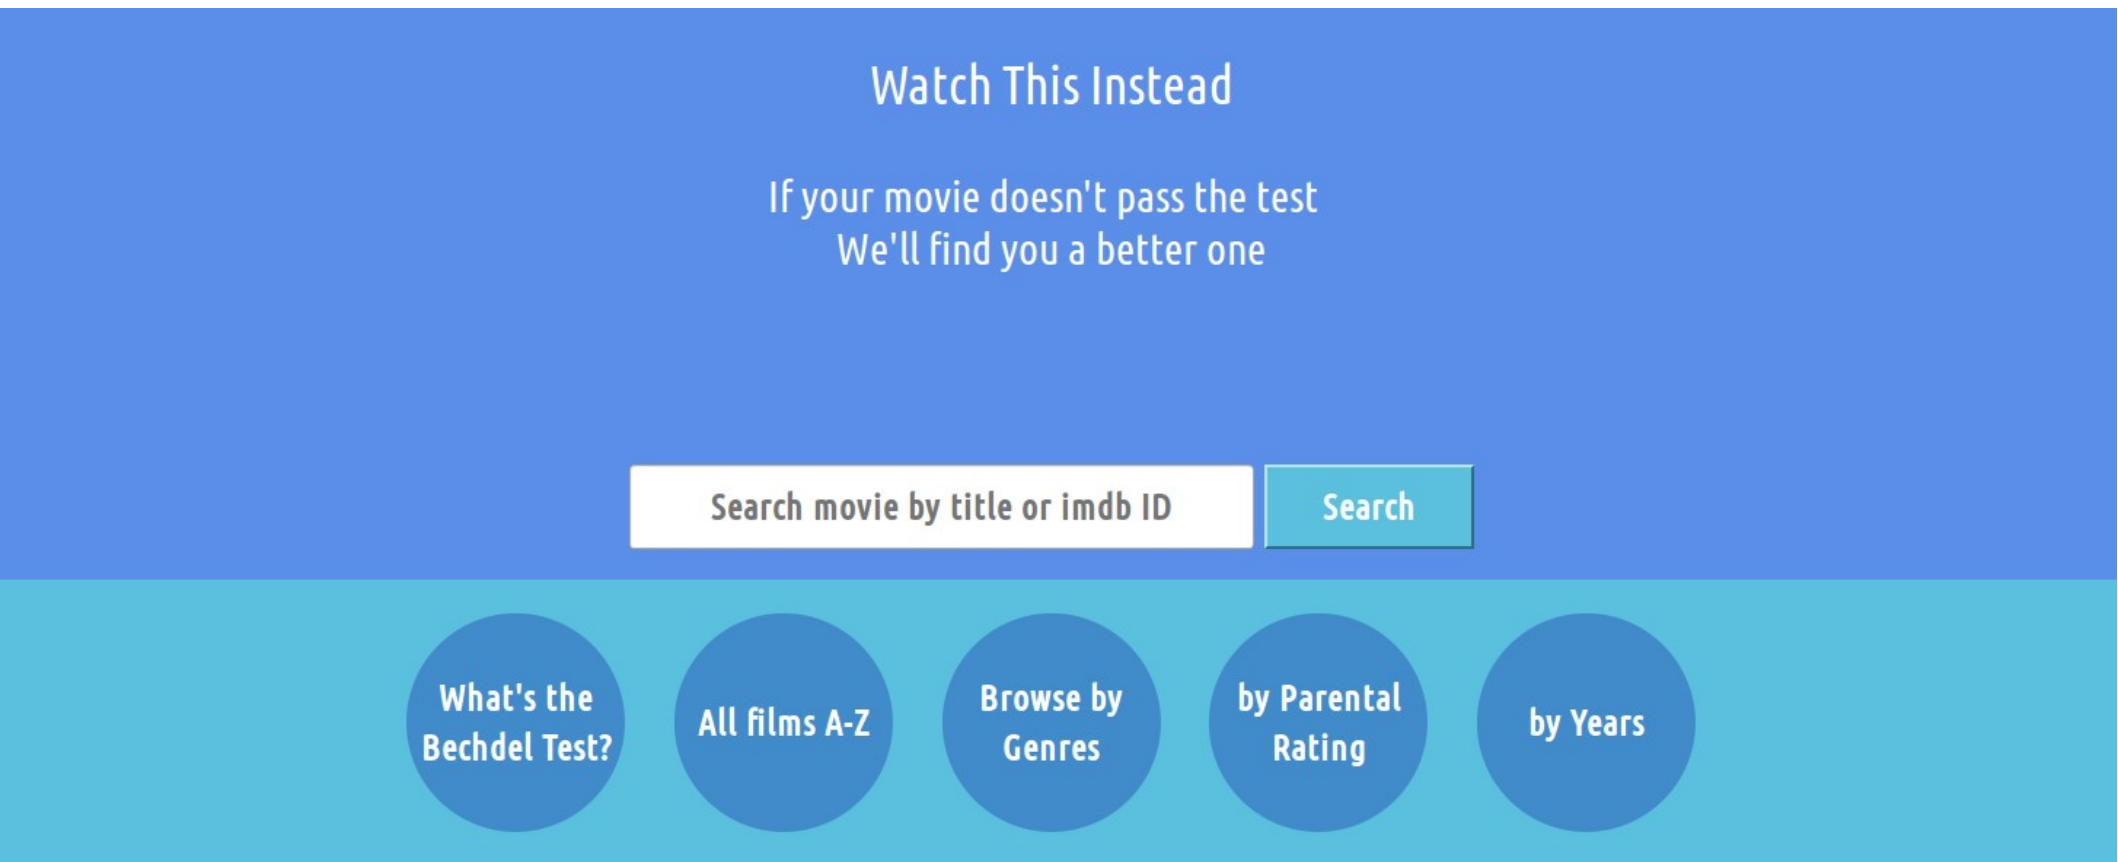 Watch This Instead
If your movie doesn't pass the test
We'll find you a better one
Search movie by title or imdb ID
Search
What's the
Bechdel Test?
All films A-Z
Browse by
Genres
by Parental
Rating
by Years